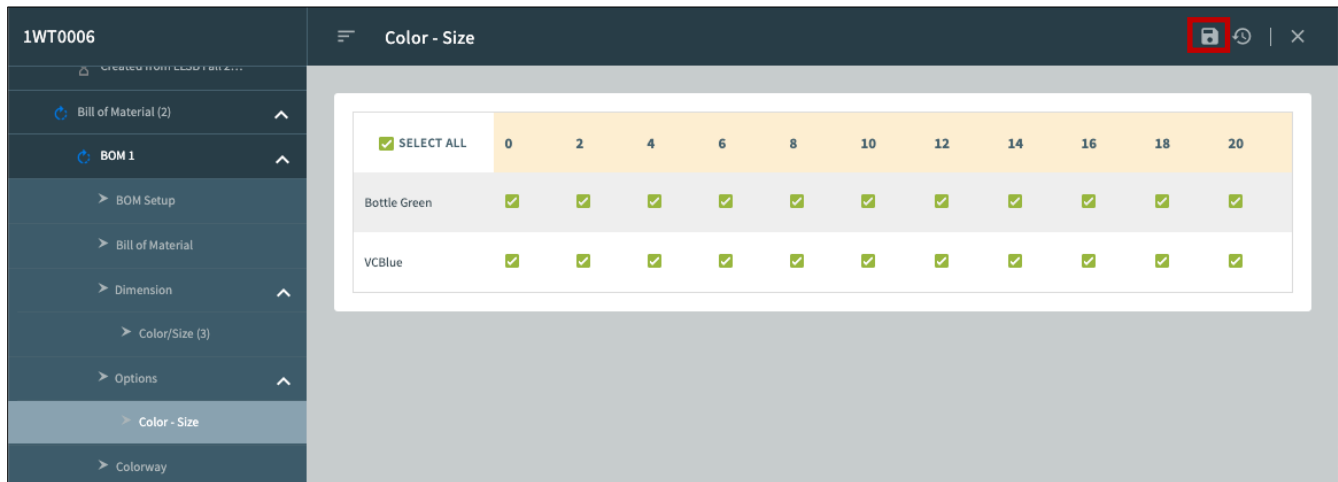 1WT0006
Color - Size
Bill of Material (2)
BOM 1
BOM Setup
Bill of Material
Dimension
Color/Size (3)
Options
Color - Size
Colorway
SELECT ALL 0 2 4 6 8 10 12 14 16 18 20
Bottle Green
VCBlue